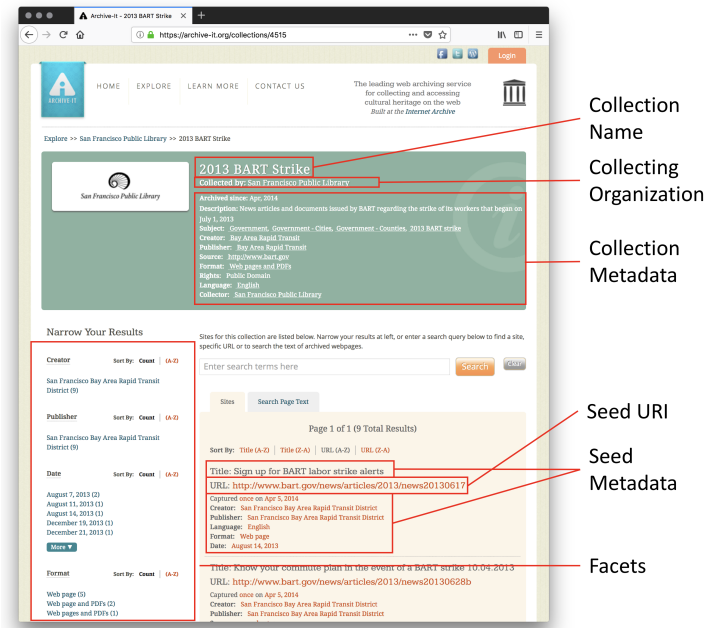 Archive-It - 2013 BART Strike
https://archive-it.org/collections/4515
Login
ARCHIVE-IT
HOME
EXPLORE
LEARN MORE
CONTACT US
The leading web archiving service
for collecting and accessing
cultural heritage on the web
Built at the Internet Archive
Explore >> San Francisco Public Library >> 2013 BART Strike
San Francisco Public Library
2013 BART Strike
Collected by: San Francisco Public Library
Archived since: Apr, 2014
Description: News articles and documents issued by BART regarding the strike of its workers that began on
July 1, 2013
Subject: Government, Government - Cities, Government - Counties, 2013 BART strike
Creator: Bay Area Rapid Transit
Publisher: Bay Area Rapid Transit
Source: http://www.bart.gov
Format: Web pages and PDFs
Rights: Public Domain
Language: English
Collector: San Francisco Public Library
Narrow Your Results
Creator Sort By: Count | (A-Z)
San Francisco Bay Area Rapid Transit
District (9)
Publisher Sort By: Count | (A-Z)
San Francisco Bay Area Rapid Transit
District (9)
Date Sort By: Count | (A-Z)
August 7, 2013 (2)
August 11, 2013 (1)
August 14, 2013 (1)
December 19, 2013 (1)
December 21, 2013 (1)
More ▼
Format Sort By: Count | (A-Z)
Web page (5)
Web page and PDFs (2)
Web pages and PDFs (1)
Sites for this collection are listed below. Narrow your results at left, or enter a search query below to find a site,
specific URL or to search the text of archived webpages.
Enter search terms here
Search
Clear
Sites
Search Page Text
Page 1 of 1 (9 Total Results)
Sort By: Title (A-Z) | Title (Z-A) | URL (A-Z) | URL (Z-A)
Title: Sign up for BART labor strike alerts
URL: http://www.bart.gov/news/articles/2013/news20130617
Captured once on Apr 5, 2014
Creator: San Francisco Bay Area Rapid Transit District
Publisher: San Francisco Bay Area Rapid Transit District
Language: English
Format: Web page
Date: August 14, 2013
Title: Know your commute plan in the event of a BART strike 10.04.2013
URL: http://www.bart.gov/news/articles/2013/news20130628b
Captured once on Apr 5, 2014
Creator: San Francisco Bay Area Rapid Transit District
Publisher: San Francisco Bay Area Rapid Transit District
Collection
Name
Collecting
Organization
Collection
Metadata
Seed URI
Seed
Metadata
Facets